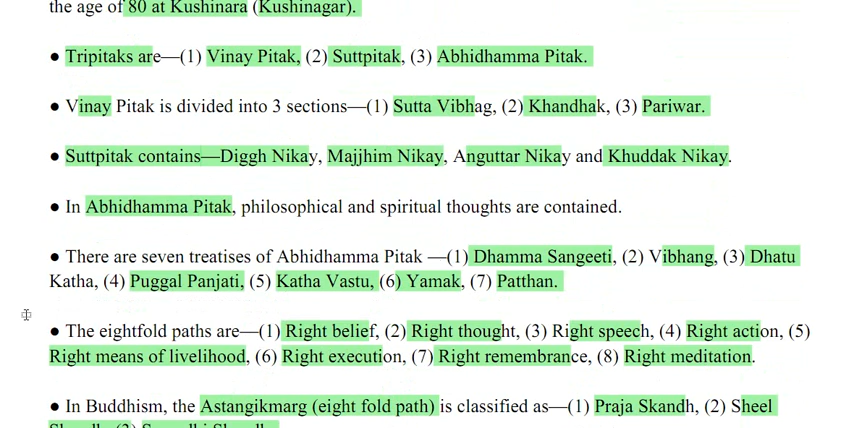 the age of 80 at Kushinara (Kushinagar).
● Tripitaks are—(1) Vinay Pitak, (2) Suttpitak, (3) Abhidhamma Pitak.
● Vinay Pitak is divided into 3 sections—(1) Sutta Vibhag, (2) Khandhak, (3) Pariwar.
● Suttpitak contains—Diggh Nikay, Majjhim Nikay, Anguttar Nikay and Khuddak Nikay.
● In Abhidhamma Pitak, philosophical and spiritual thoughts are contained.
● There are seven treatises of Abhidhamma Pitak —(1) Dhamma Sangeeti, (2) Vibhang, (3) Dhatu
Katha, (4) Puggal Panjati, (5) Katha Vastu, (6) Yamak, (7) Patthan.
● The eightfold paths are—(1) Right belief, (2) Right thought, (3) Right speech, (4) Right action, (5)
Right means of livelihood, (6) Right execution, (7) Right remembrance, (8) Right meditation.
● In Buddhism, the Astangikmarg (eight fold path) is classified as—(1) Praja Skandh, (2) Sheel